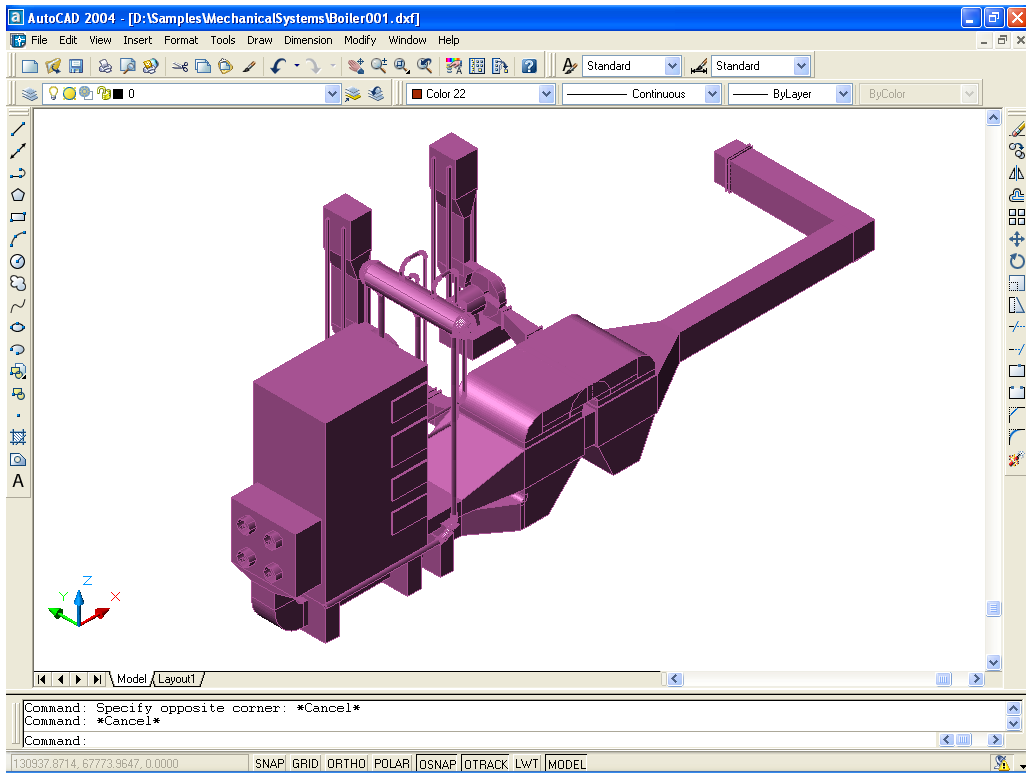 AutoCAD 2004 - [D:\Samples\MechanicalSystems\Boiler001.dxf]
File Edit View Insert Format Tools Draw Dimension Modify Window Help
Standard Standard
0 Color 22 Continuous ByLayer ByColor
A
Z
Y X
Model Layout1
Command: Specify opposite corner: *Cancel*
Command: *Cancel*
Command:
130937.8714, 67773.9647, 0.0000 SNAP GRID ORTHO POLAR OSNAP OTRACK LWT MODEL